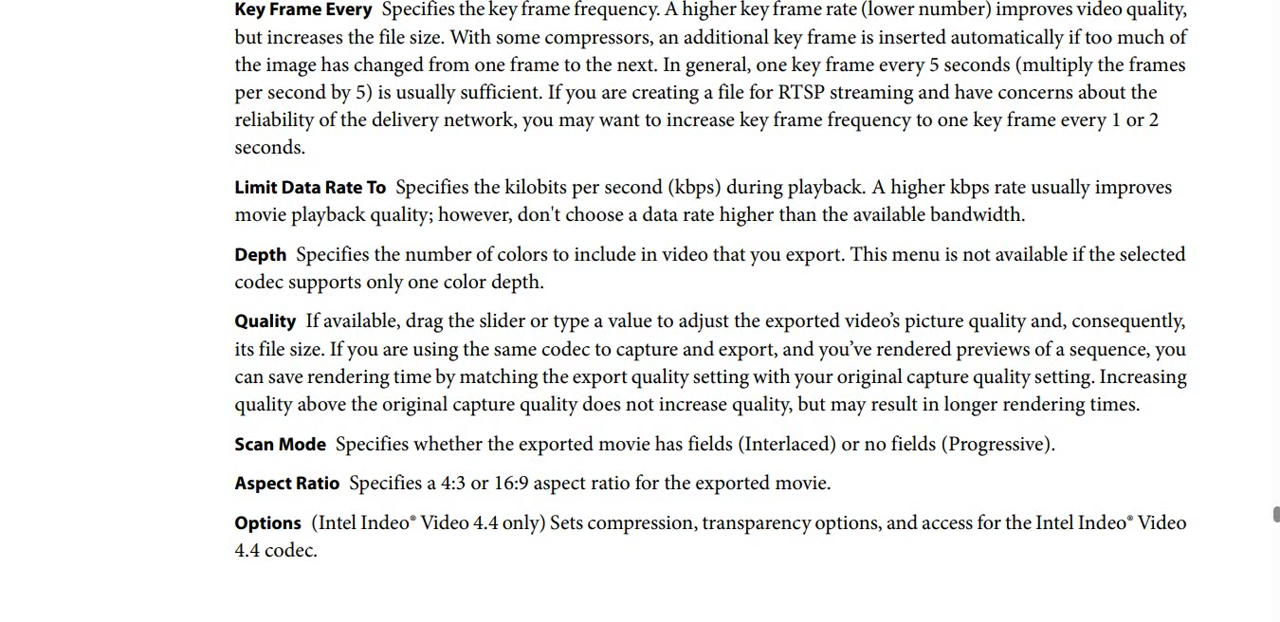 Key Frame Every Specifies the key frame frequency. A higher key frame rate (lower number) improves video quality,
but increases the file size. With some compressors, an additional key frame is inserted automatically if too much of
the image has changed from one frame to the next. In general, one key frame every 5 seconds (multiply the frames
per second by 5) is usually sufficient. If you are creating a file for RTSP streaming and have concerns about the
reliability of the delivery network, you may want to increase key frame frequency to one key frame every 1 or 2
seconds.
Limit Data Rate To Specifies the kilobits per second (kbps) during playback. A higher kbps rate usually improves
movie playback quality; however, don't choose a data rate higher than the available bandwidth.
Depth Specifies the number of colors to include in video that you export. This menu is not available if the selected
codec supports only one color depth.
Quality If available, drag the slider or type a value to adjust the exported video’s picture quality and, consequently,
its file size. If you are using the same codec to capture and export, and you’ve rendered previews of a sequence, you
can save rendering time by matching the export quality setting with your original capture quality setting. Increasing
quality above the original capture quality does not increase quality, but may result in longer rendering times.
Scan Mode Specifies whether the exported movie has fields (Interlaced) or no fields (Progressive).
Aspect Ratio Specifies a 4:3 or 16:9 aspect ratio for the exported movie.
Options (Intel Indeo® Video 4.4 only) Sets compression, transparency options, and access for the Intel Indeo® Video
4.4 codec.